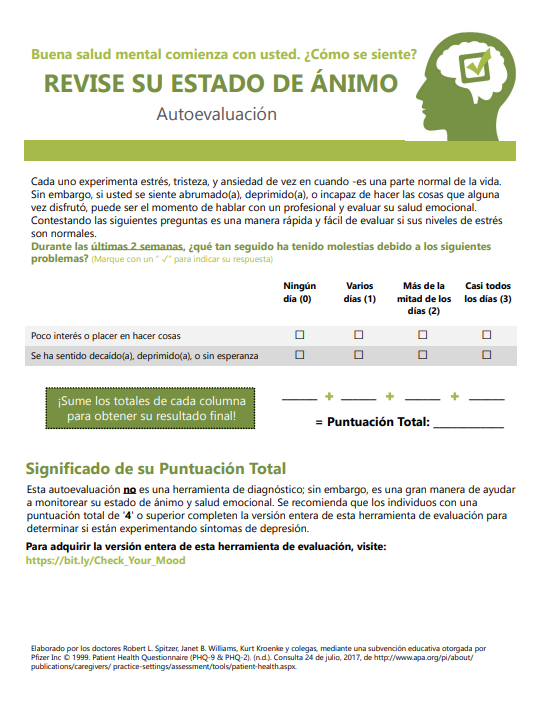 Buena salud mental comienza con usted. ¿Cómo se siente?
REVISE SU ESTADO DE ÁNIMO
Autoevaluación
Cada uno experimenta estrés, tristeza, y ansiedad de vez en cuando -es una parte normal de la vida.
Sin embargo, si usted se siente abrumado(a), deprimido(a), o incapaz de hacer las cosas que alguna
vez disfrutó, puede ser el momento de hablar con un profesional y evaluar su salud emocional.
Contestando las siguientes preguntas es una manera rápida y fácil de evaluar si sus niveles de estrés
son normales.
Durante las últimas 2 semanas, ¿qué tan seguido ha tenido molestias debido a los siguientes
problemas? (Marque con un " ✓" para indicar su respuesta)
Ningún día (0)
Varios días (1)
Más de la mitad de los días (2)
Casi todos los días (3)
Poco interés o placer en hacer cosas ☐ ☐ ☐ ☐
Se ha sentido decaido(a), deprimido(a), o sin esperanza ☐ ☐ ☐ ☐
¡Sume los totales de cada columna
para obtener su resultado final!
______ + ______ + ______ + ______
= Puntuación Total: ____________
Significado de su Puntuación Total
Esta autoevaluación no es una herramienta de diagnóstico; sin embargo, es una gran manera de ayudar
a monitorear su estado de ánimo y salud emocional. Se recomienda que los individuos con una
puntuación total de '4' o superior completen la versión entera de esta herramienta de evaluación para
determinar si están experimentando síntomas de depresión.
Para adquirir la versión entera de esta herramienta de evaluación, visite:
https://bit.ly/Check_Your_Mood
Elaborado por los doctores Robert L. Spitzer, Janet B. Williams, Kurt Kroenke y colegas, mediante una subvención educativa otorgada por
Pfizer Inc © 1999. Patient Health Questionnaire (PHQ-9 & PHQ-2). (n.d.). Consulta 24 de julio, 2017, de http://www.apa.org/pi/about/
publications/caregivers/ practice-settings/assessment/tools/patient-health.aspx.